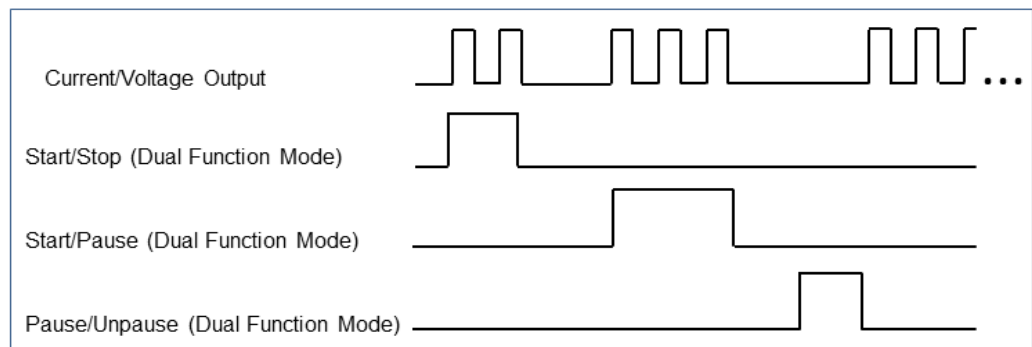 Current/Voltage Output
...
Start/Stop (Dual Function Mode)
Start/Pause (Dual Function Mode)
Pause/Unpause (Dual Function Mode)